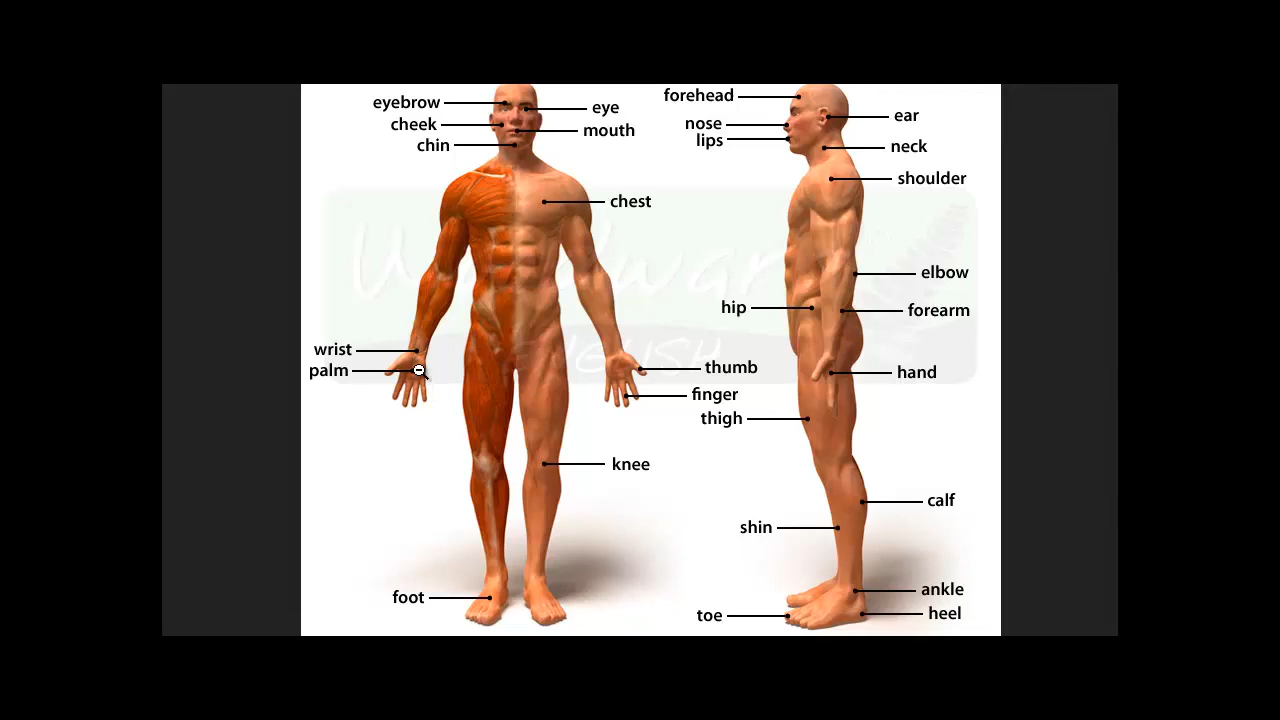 eyebrow
eye
cheek
mouth
chin
chest
wrist
palm
thumb
finger
knee
foot
forehead
nose
ear
lips
neck
shoulder
elbow
hip
forearm
hand
thigh
calf
shin
ankle
toe
heel